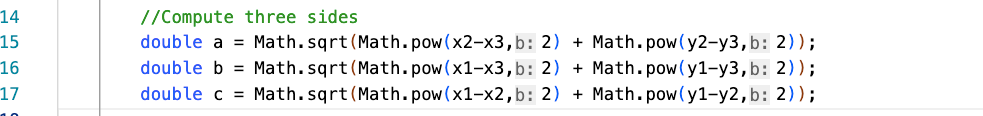 14 //Compute three sides
15 double a = Math.sqrt(Math.pow(x2-x3,b: 2) + Math.pow(y2-y3,b: 2));
16 double b = Math.sqrt(Math.pow(x1-x3,b: 2) + Math.pow(y1-y3,b: 2));
17 double c = Math.sqrt(Math.pow(x1-x2,b: 2) + Math.pow(y1-y2,b: 2));